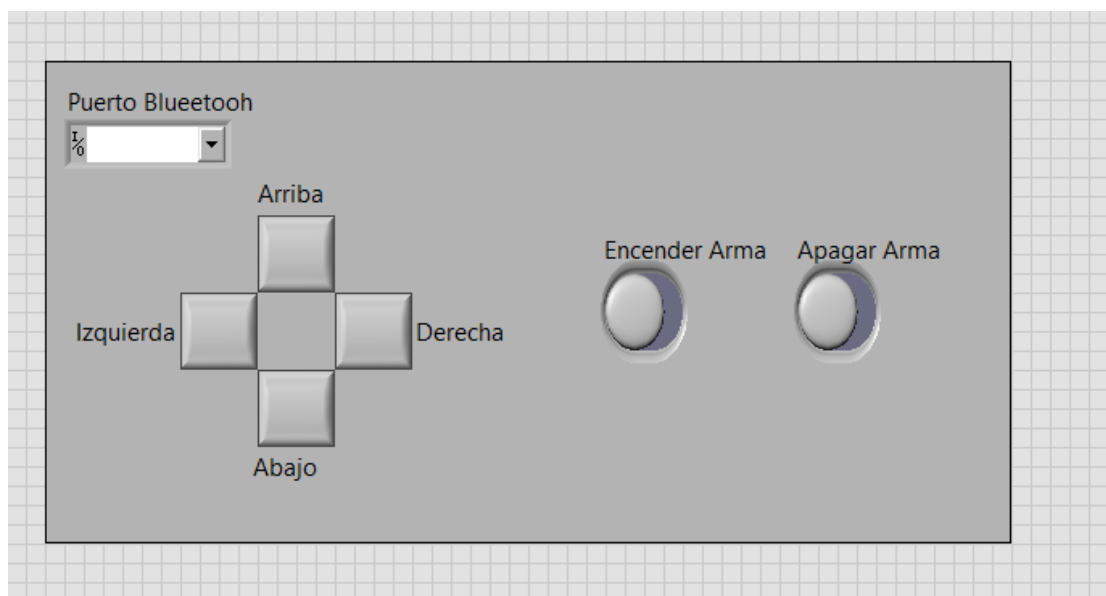 Puerto Blueetooh
I/O
Arriba
Encender Arma
Apagar Arma
Izquierda
Derecha
Abajo